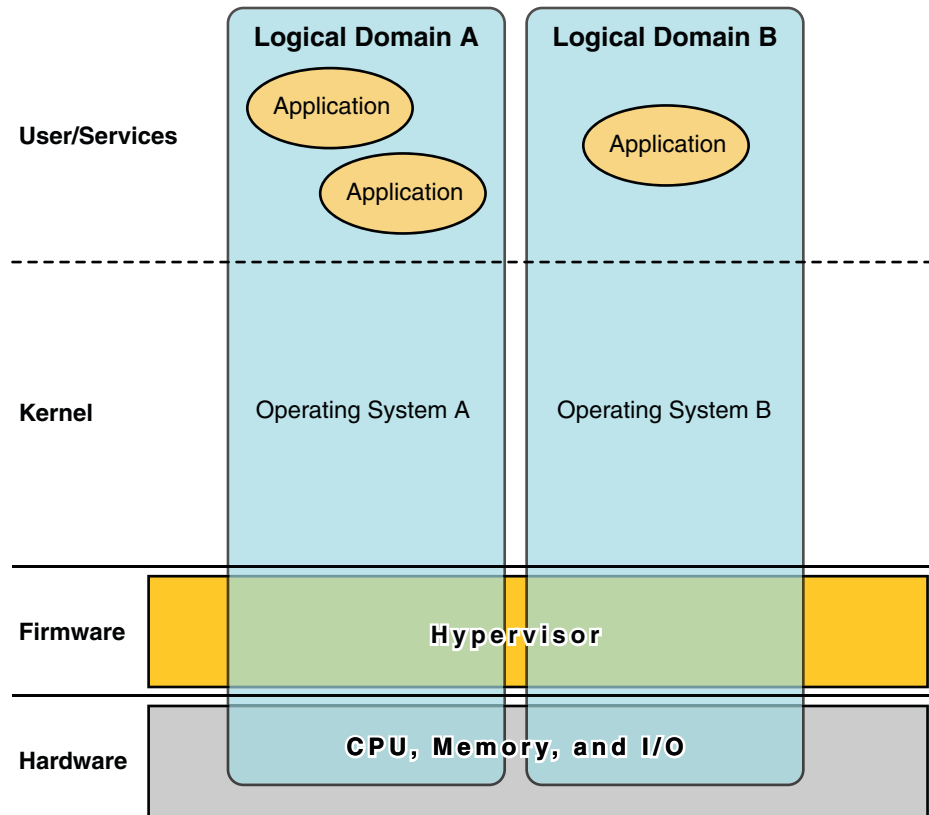 Logical Domain A
Logical Domain B
Application
User/Services
Application
Application
Kernel
Operating System A
Operating System B
Firmware
Hypervisor
Hardware
CPU, Memory, and I/O